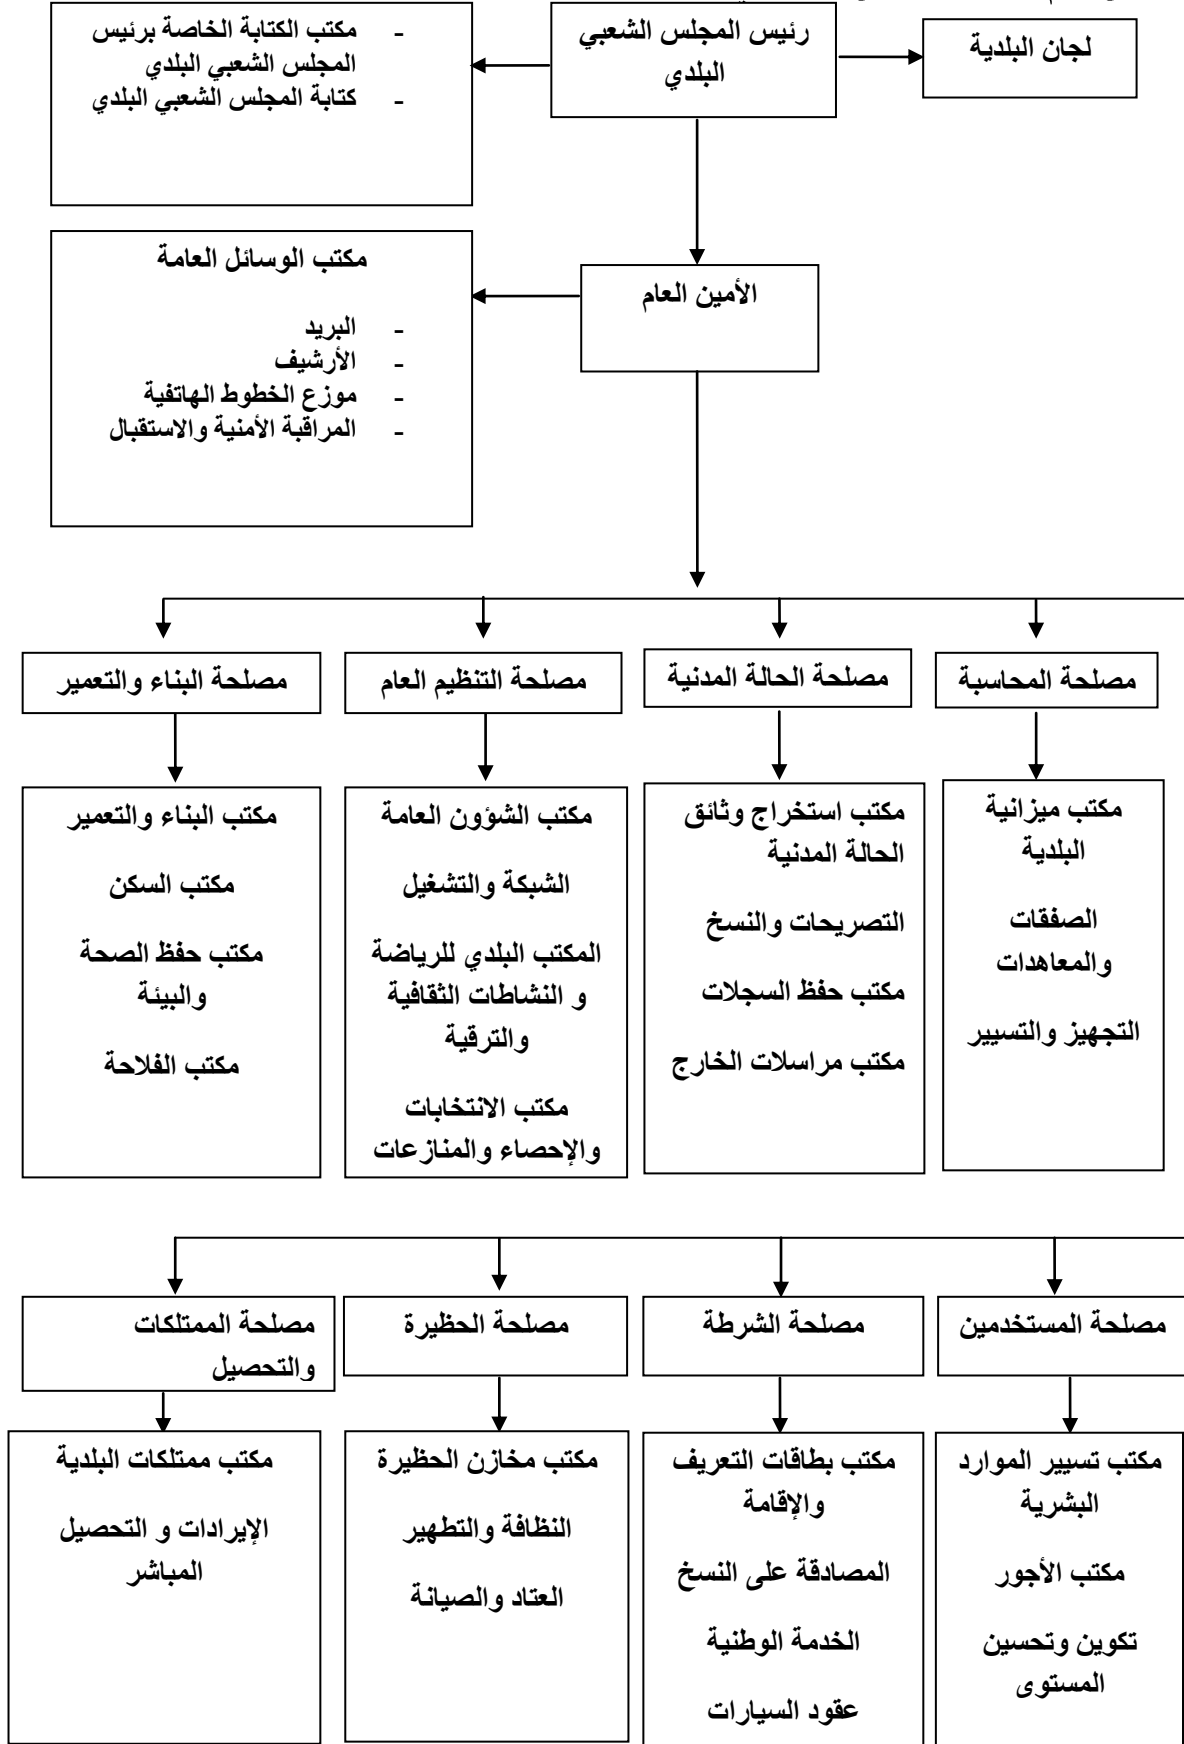 رئيس المجلس الشعبي
البلدي
لجان البلدية
- مكتب الكتابة الخاصة برئيس
المجلس الشعبي البلدي
- كتابة المجلس الشعبي البلدي
الأمين العام
مكتب الوسائل العامة
- البريد
- الأرشيف
- موزع الخطوط الهاتفية
- المراقبة الأمنية والاستقبال
مصلحة المحاسبة
مصلحة الحالة المدنية
مصلحة التنظيم العام
مصلحة البناء والتعمير
مكتب ميزانية
البلدية
الصفقات
والمعاهدات
التجهيز والتسيير
مكتب استخراج وثائق
الحالة المدنية
التصريحات والنسخ
مكتب حفظ السجلات
مكتب مراسلات الخارج
مكتب الشؤون العامة
الشبكة والتشغيل
المكتب البلدي للرياضة
و النشاطات الثقافية
والترقية
مكتب الانتخابات
والإحصاء والمنازعات
مكتب البناء والتعمير
مكتب السكن
مكتب حفظ الصحة
والبيئة
مكتب الفلاحة
مصلحة المستخدمين
مصلحة الشرطة
مصلحة الحظيرة
مصلحة الممتلكات
والتحصيل
مكتب تسيير الموارد
البشرية
مكتب الأجور
تكوين وتحسين
المستوى
مكتب بطاقات التعريف
والإقامة
المصادقة على النسخ
الخدمة الوطنية
عقود السيارات
مكتب مخازن الحظيرة
النظافة والتطهير
العتاد والصيانة
مكتب ممتلكات البلدية
الإيرادات و التحصيل
المباشر